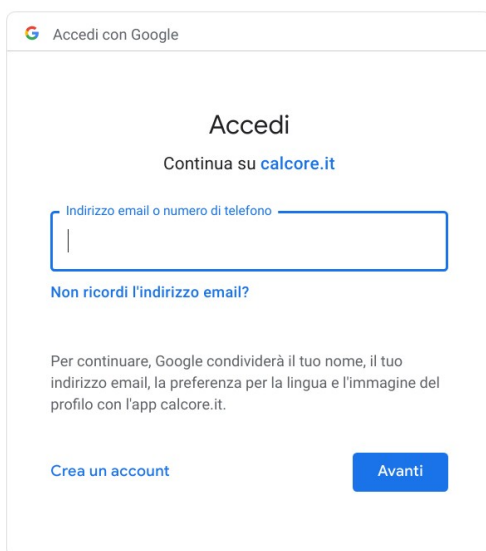 Accedi con Google
Accedi
Continua su calcore.it
Indirizzo email o numero di telefono
Non ricordi l'indirizzo email?
Per continuare, Google condividerà il tuo nome, il tuo
indirizzo email, la preferenza per la lingua e l'immagine del
profilo con l'app calcore.it.
Crea un account
Avanti